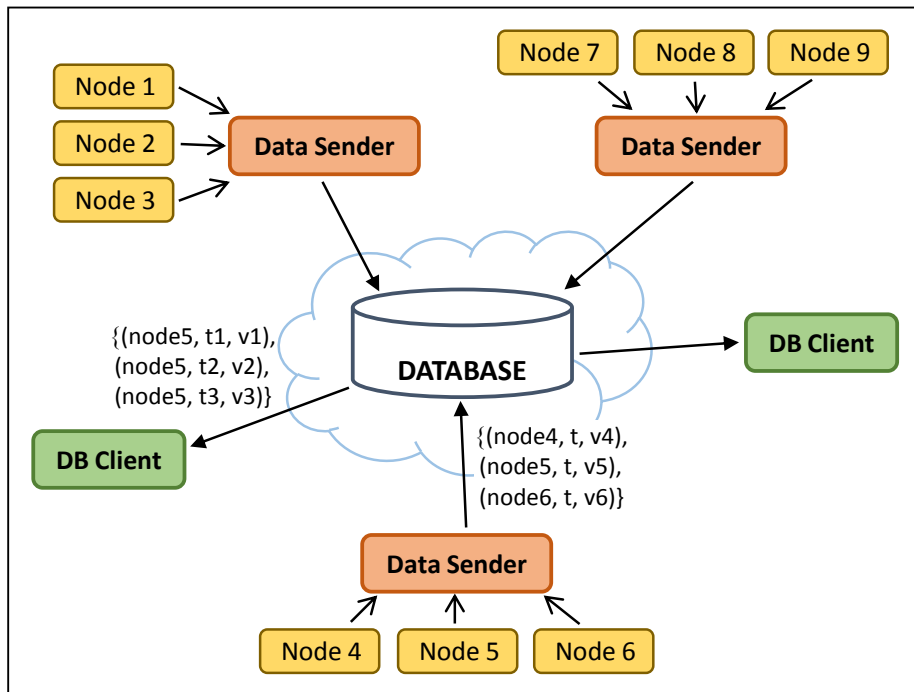 Node 1
Node 2
Node 3
Data Sender
Node 7
Node 8
Node 9
Data Sender
{(node5, t1, v1),
(node5, t2, v2),
(node5, t3, v3)}
DATABASE
DB Client
DB Client
{(node4, t, v4),
(node5, t, v5),
(node6, t, v6)}
Data Sender
Node 4
Node 5
Node 6